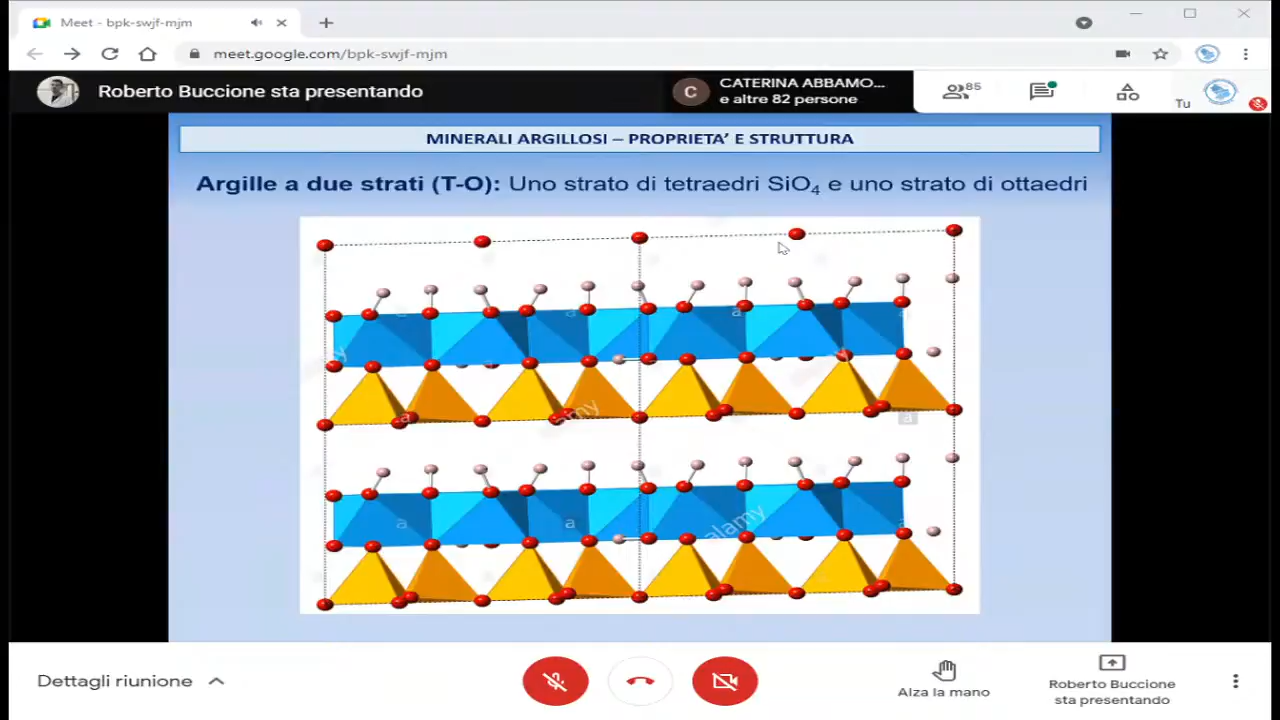 Meet - bpk-swjf-mjm
meet.google.com/bpk-swjf-mjm
Roberto Buccione sta presentando
C
CATERINA ABBAMO...
e altre 82 persone
85
Tu
MINERALI ARGILLOSI – PROPRIETA' E STRUTTURA
Argille a due strati (T-O): Uno strato di tetraedri SiO₄ e uno strato di ottaedri
a
a
a
a
a
a
a
alamy
Dettagli riunione
Alza la mano
Roberto Buccione
sta presentando